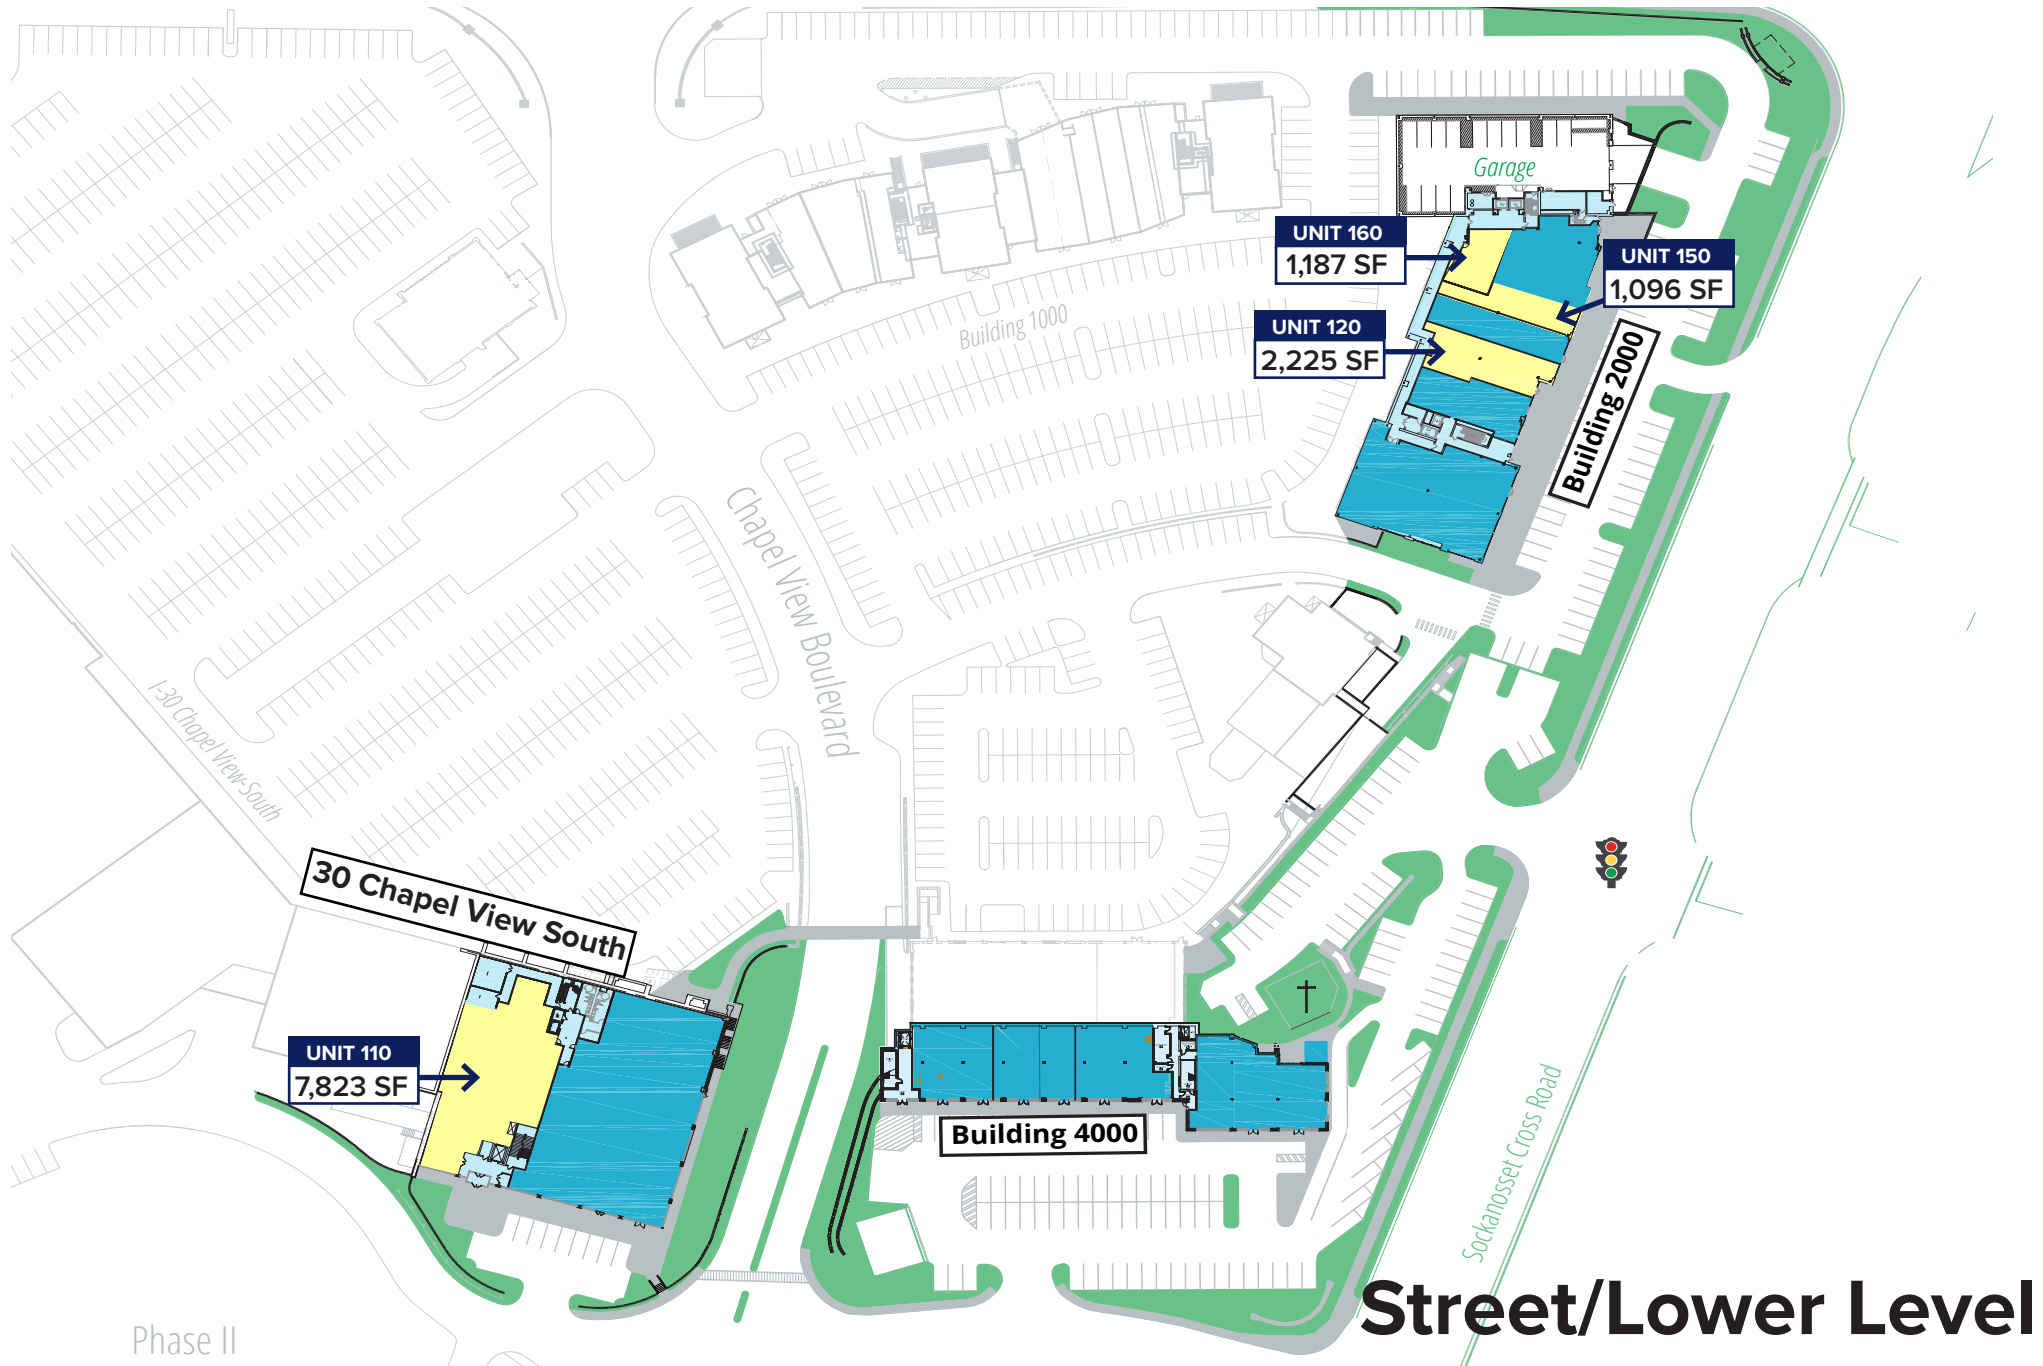 Garage
UNIT 160
1,187 SF
UNIT 150
1,096 SF
UNIT 120
2,225 SF
Building 1000
Building 2000
Chapel View Boulevard
1-30 Chapel View-South
30 Chapel View South
UNIT 110
7,823 SF
Building 4000
Sockanosset Cross Road
Street/Lower Level
Phase II